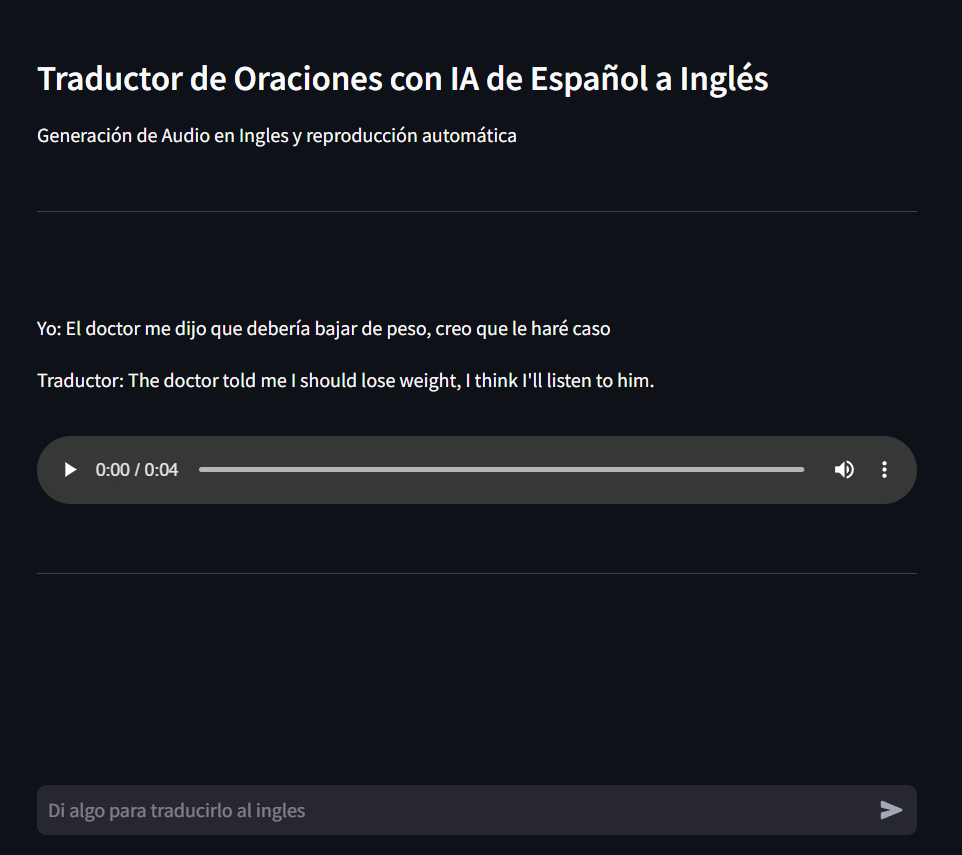 Traductor de Oraciones con IA de Español a Inglés
Generación de Audio en Ingles y reproducción automática
Yo: El doctor me dijo que debería bajar de peso, creo que le haré caso
Traductor: The doctor told me I should lose weight, I think I'll listen to him.
0:00 / 0:04
Di algo para traducirlo al ingles